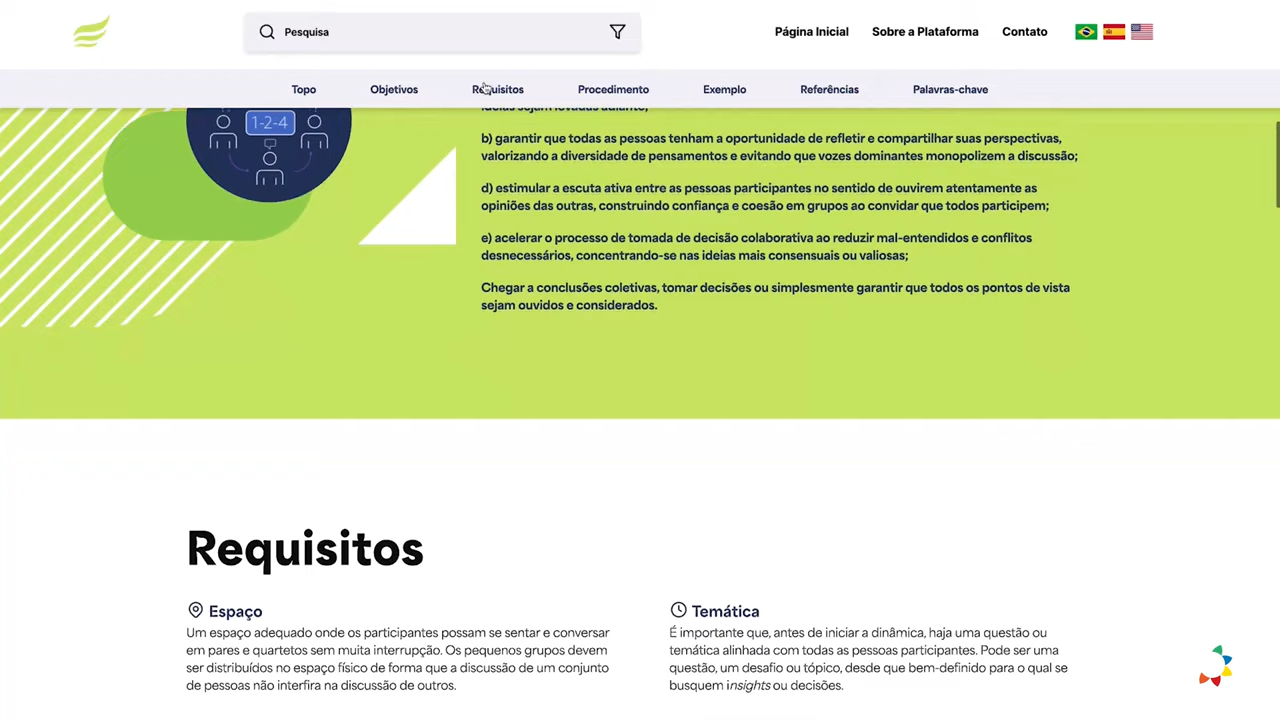 Pesquisa
Página Inicial
Sobre a Plataforma
Contato
Topo
Objetivos
Requisitos
Procedimento
Exemplo
Referências
Palavras-chave
1-2-4
ideias sejam levadas adiante;
b) garantir que todas as pessoas tenham a oportunidade de refletir e compartilhar suas perspectivas,
valorizando a diversidade de pensamentos e evitando que vozes dominantes monopolizem a discussão;
d) estimular a escuta ativa entre as pessoas participantes no sentido de ouvirem atentamente as
opiniões das outras, construindo confiança e coesão em grupos ao convidar que todos participem;
e) acelerar o processo de tomada de decisão colaborativa ao reduzir mal-entendidos e conflitos
desnecessários, concentrando-se nas ideias mais consensuais ou valiosas;
Chegar a conclusões coletivas, tomar decisões ou simplesmente garantir que todos os pontos de vista
sejam ouvidos e considerados.
Requisitos
Espaço
Um espaço adequado onde os participantes possam se sentar e conversar
em pares e quartetos sem muita interrupção. Os pequenos grupos devem
ser distribuídos no espaço físico de forma que a discussão de um conjunto
de pessoas não interfira na discussão de outros.
Temática
É importante que, antes de iniciar a dinâmica, haja uma questão ou
temática alinhada com todas as pessoas participantes. Pode ser uma
questão, um desafio ou tópico, desde que bem-definido para o qual se
busquem insights ou decisões.